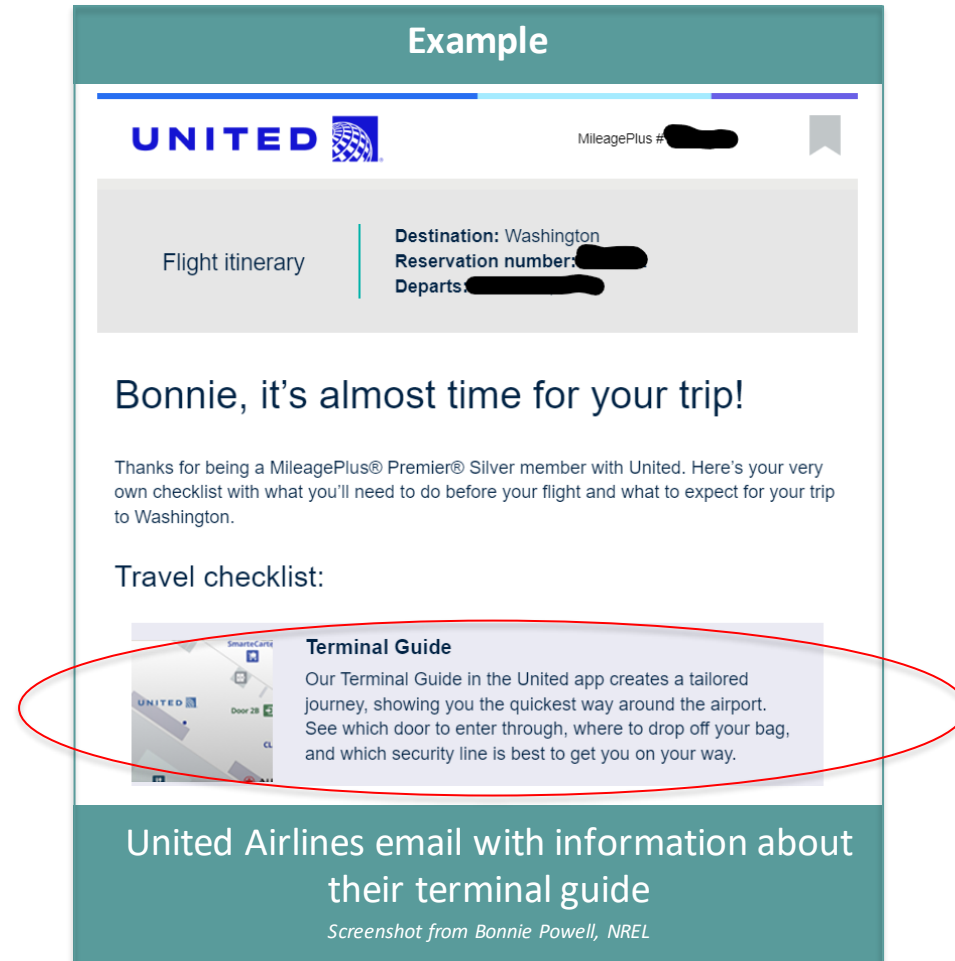 Example
UNITED
MileagePlus #
Flight itinerary
Destination: Washington
Reservation number:
Departs:
Bonnie, it’s almost time for your trip!
Thanks for being a MileagePlus® Premier® Silver member with United. Here’s your very
own checklist with what you’ll need to do before your flight and what to expect for your trip
to Washington.
Travel checklist:
SmarteCarte
UNITED
Door 2B
CL
Terminal Guide
Our Terminal Guide in the United app creates a tailored
journey, showing you the quickest way around the airport.
See which door to enter through, where to drop off your bag,
and which security line is best to get you on your way.
United Airlines email with information about
their terminal guide
Screenshot from Bonnie Powell, NREL